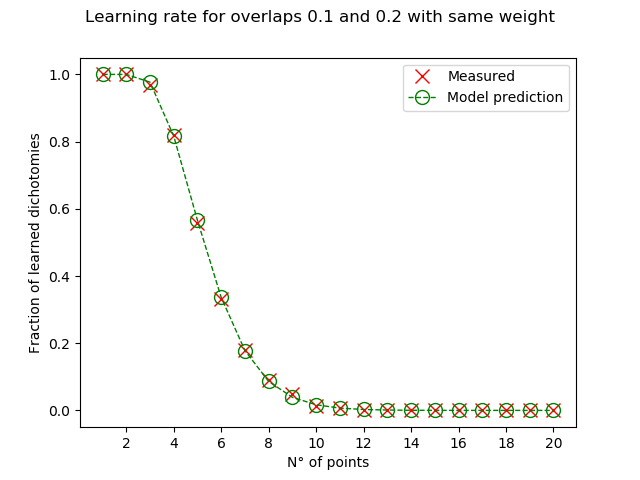 Learning rate for overlaps 0.1 and 0.2 with same weight
Measured
Model prediction
Fraction of learned dichotomies
1.0
0.8
0.6
0.4
0.2
0.0
2 4 6 8 10 12 14 16 18 20
N° of points